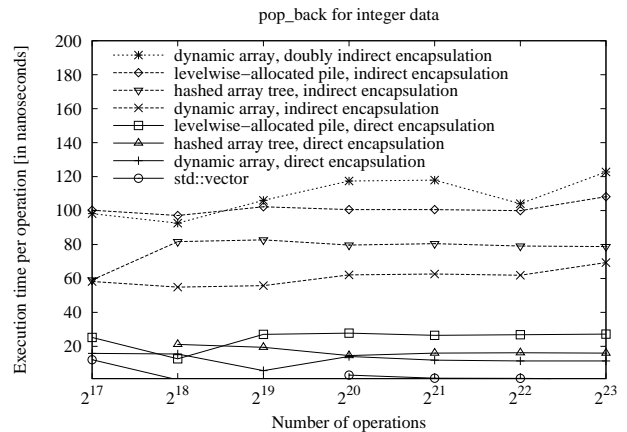 pop_back for integer data
Execution time per operation [in nanoseconds]
200
180
160
140
120
100
80
60
40
20
dynamic array, doubly indirect encapsulation
levelwise−allocated pile, indirect encapsulation
hashed array tree, indirect encapsulation
dynamic array, indirect encapsulation
levelwise−allocated pile, direct encapsulation
hashed array tree, direct encapsulation
dynamic array, direct encapsulation
std::vector
2^17 2^18 2^19 2^20 2^21 2^22 2^23
Number of operations